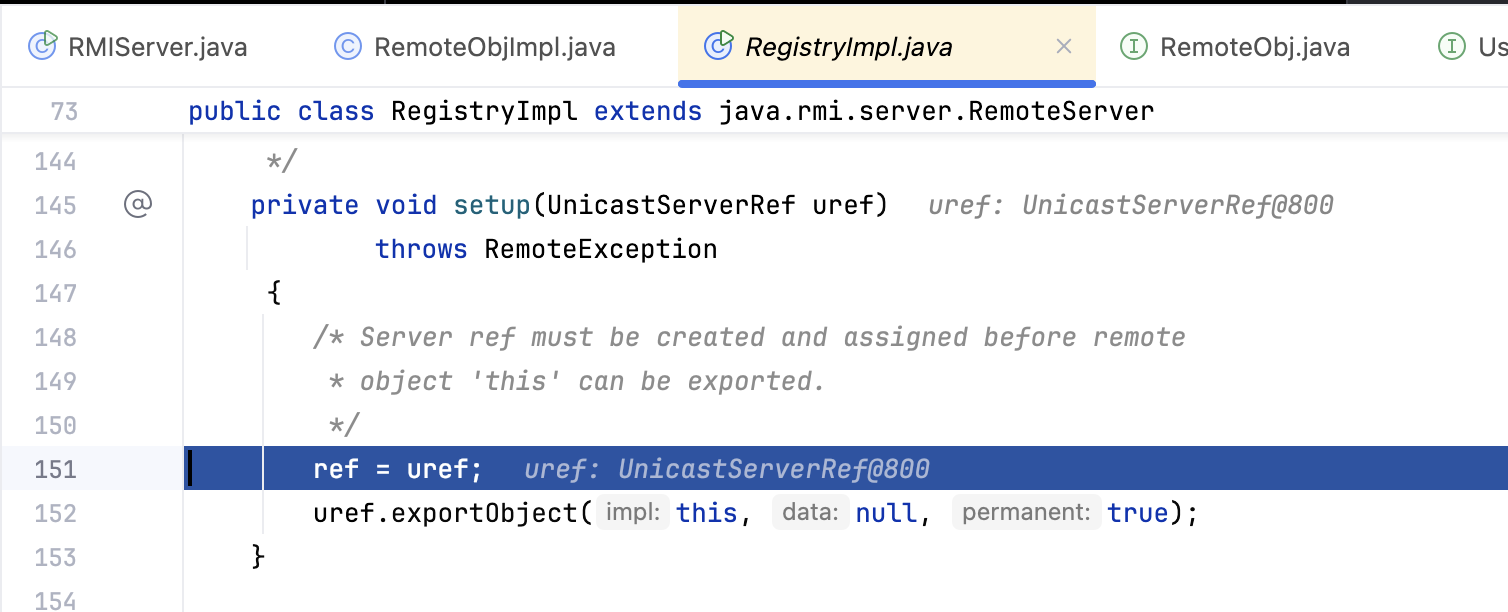 RMIServer.java RemoteObjImpl.java RegistryImpl.java RemoteObj.java
73 public class RegistryImpl extends java.rmi.server.RemoteServer
144 */
145 private void setup(UnicastServerRef uref) uref: UnicastServerRef@800
146 throws RemoteException
147 {
148 /* Server ref must be created and assigned before remote
149 * object 'this' can be exported.
150 */
151 ref = uref; uref: UnicastServerRef@800
152 uref.exportObject( impl: this, data: null, permanent: true);
153 }
154